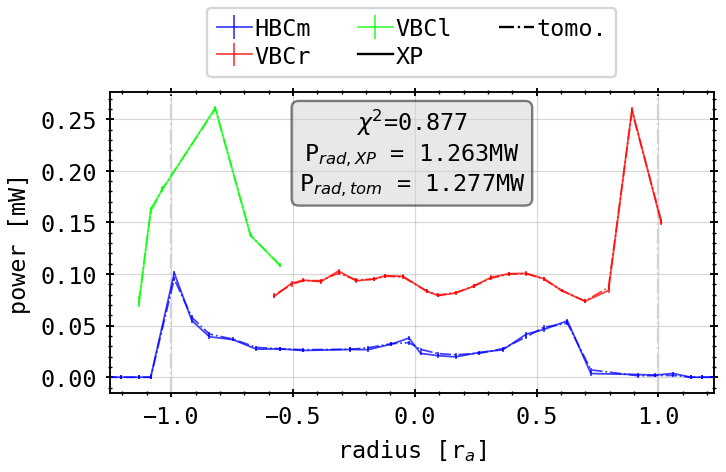 HBCm VBCl tomo.
VBCr XP
χ²=0.877
P_rad,XP = 1.263MW
P_rad,tom = 1.277MW
power [mW]
0.25
0.20
0.15
0.10
0.05
0.00
−1.0 −0.5 0.0 0.5 1.0
radius [r_a]